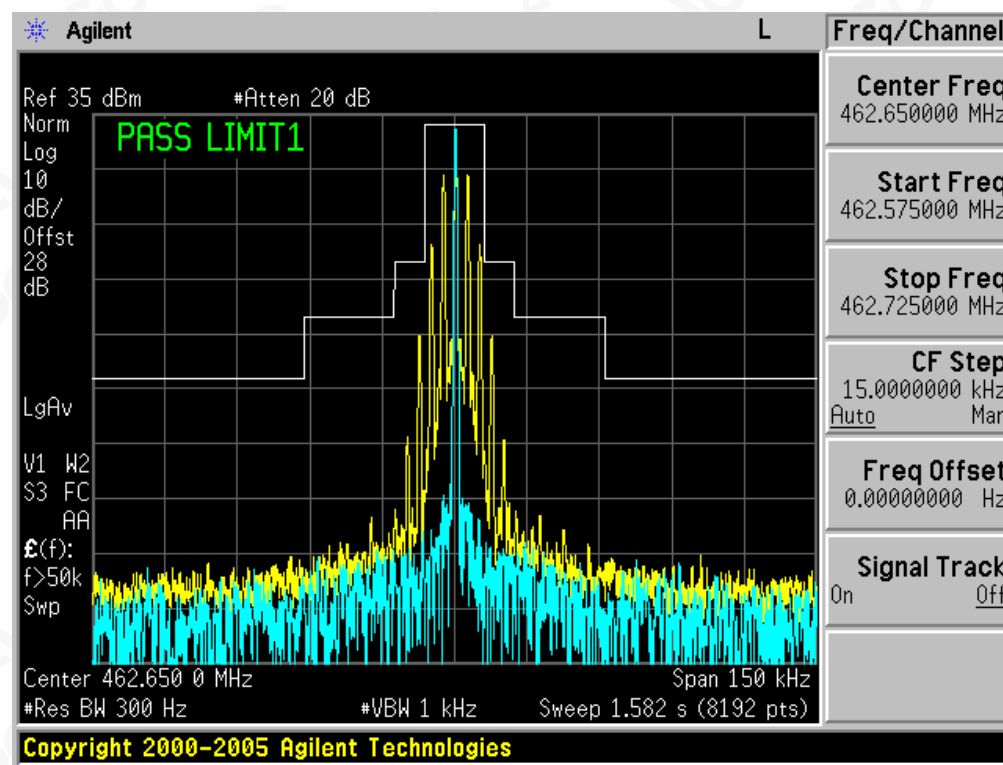 Agilent
L
Freq/Channel
Ref 35 dBm
#Atten 20 dB
Norm
Log
10
dB/
Offst
28
dB
PASS LIMIT1
LgAv
V1 W2
S3 FC
AA
£(f):
f>50k
Swp
Center 462.650 0 MHz
Span 150 kHz
#Res BW 300 Hz
#VBW 1 kHz
Sweep 1.582 s (8192 pts)
Center Freq
462.650000 MHz
Start Freq
462.575000 MHz
Stop Freq
462.725000 MHz
CF Step
15.0000000 kHz
Auto Man
Freq Offset
0.00000000 Hz
Signal Track
On Off
Copyright 2000-2005 Agilent Technologies